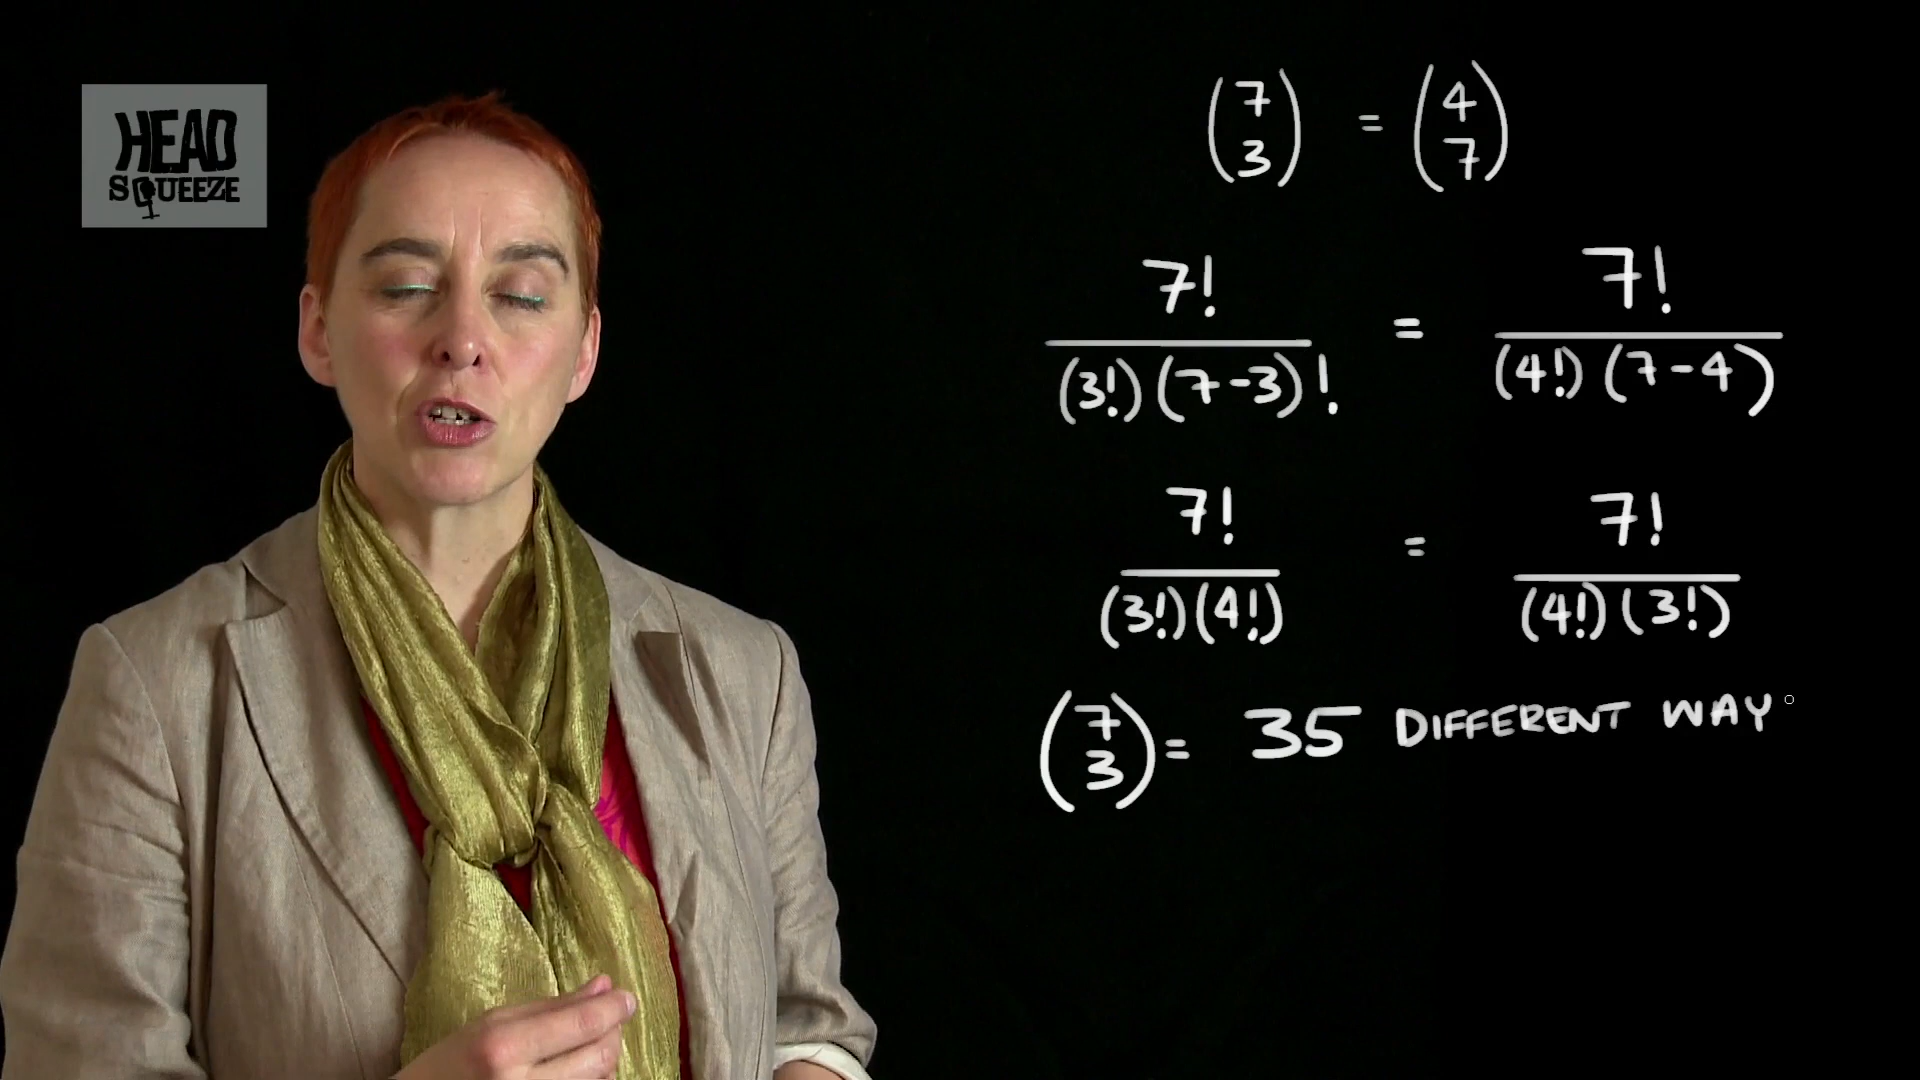 HEAD
SQUEEZE
(7 3) = (4 7)
7! = 7!
(3!)(7-3)! (4!)(7-4)
7! = 7!
(3!)(4!) (4!)(3!)
(7 3) = 35 DIFFERENT WAY